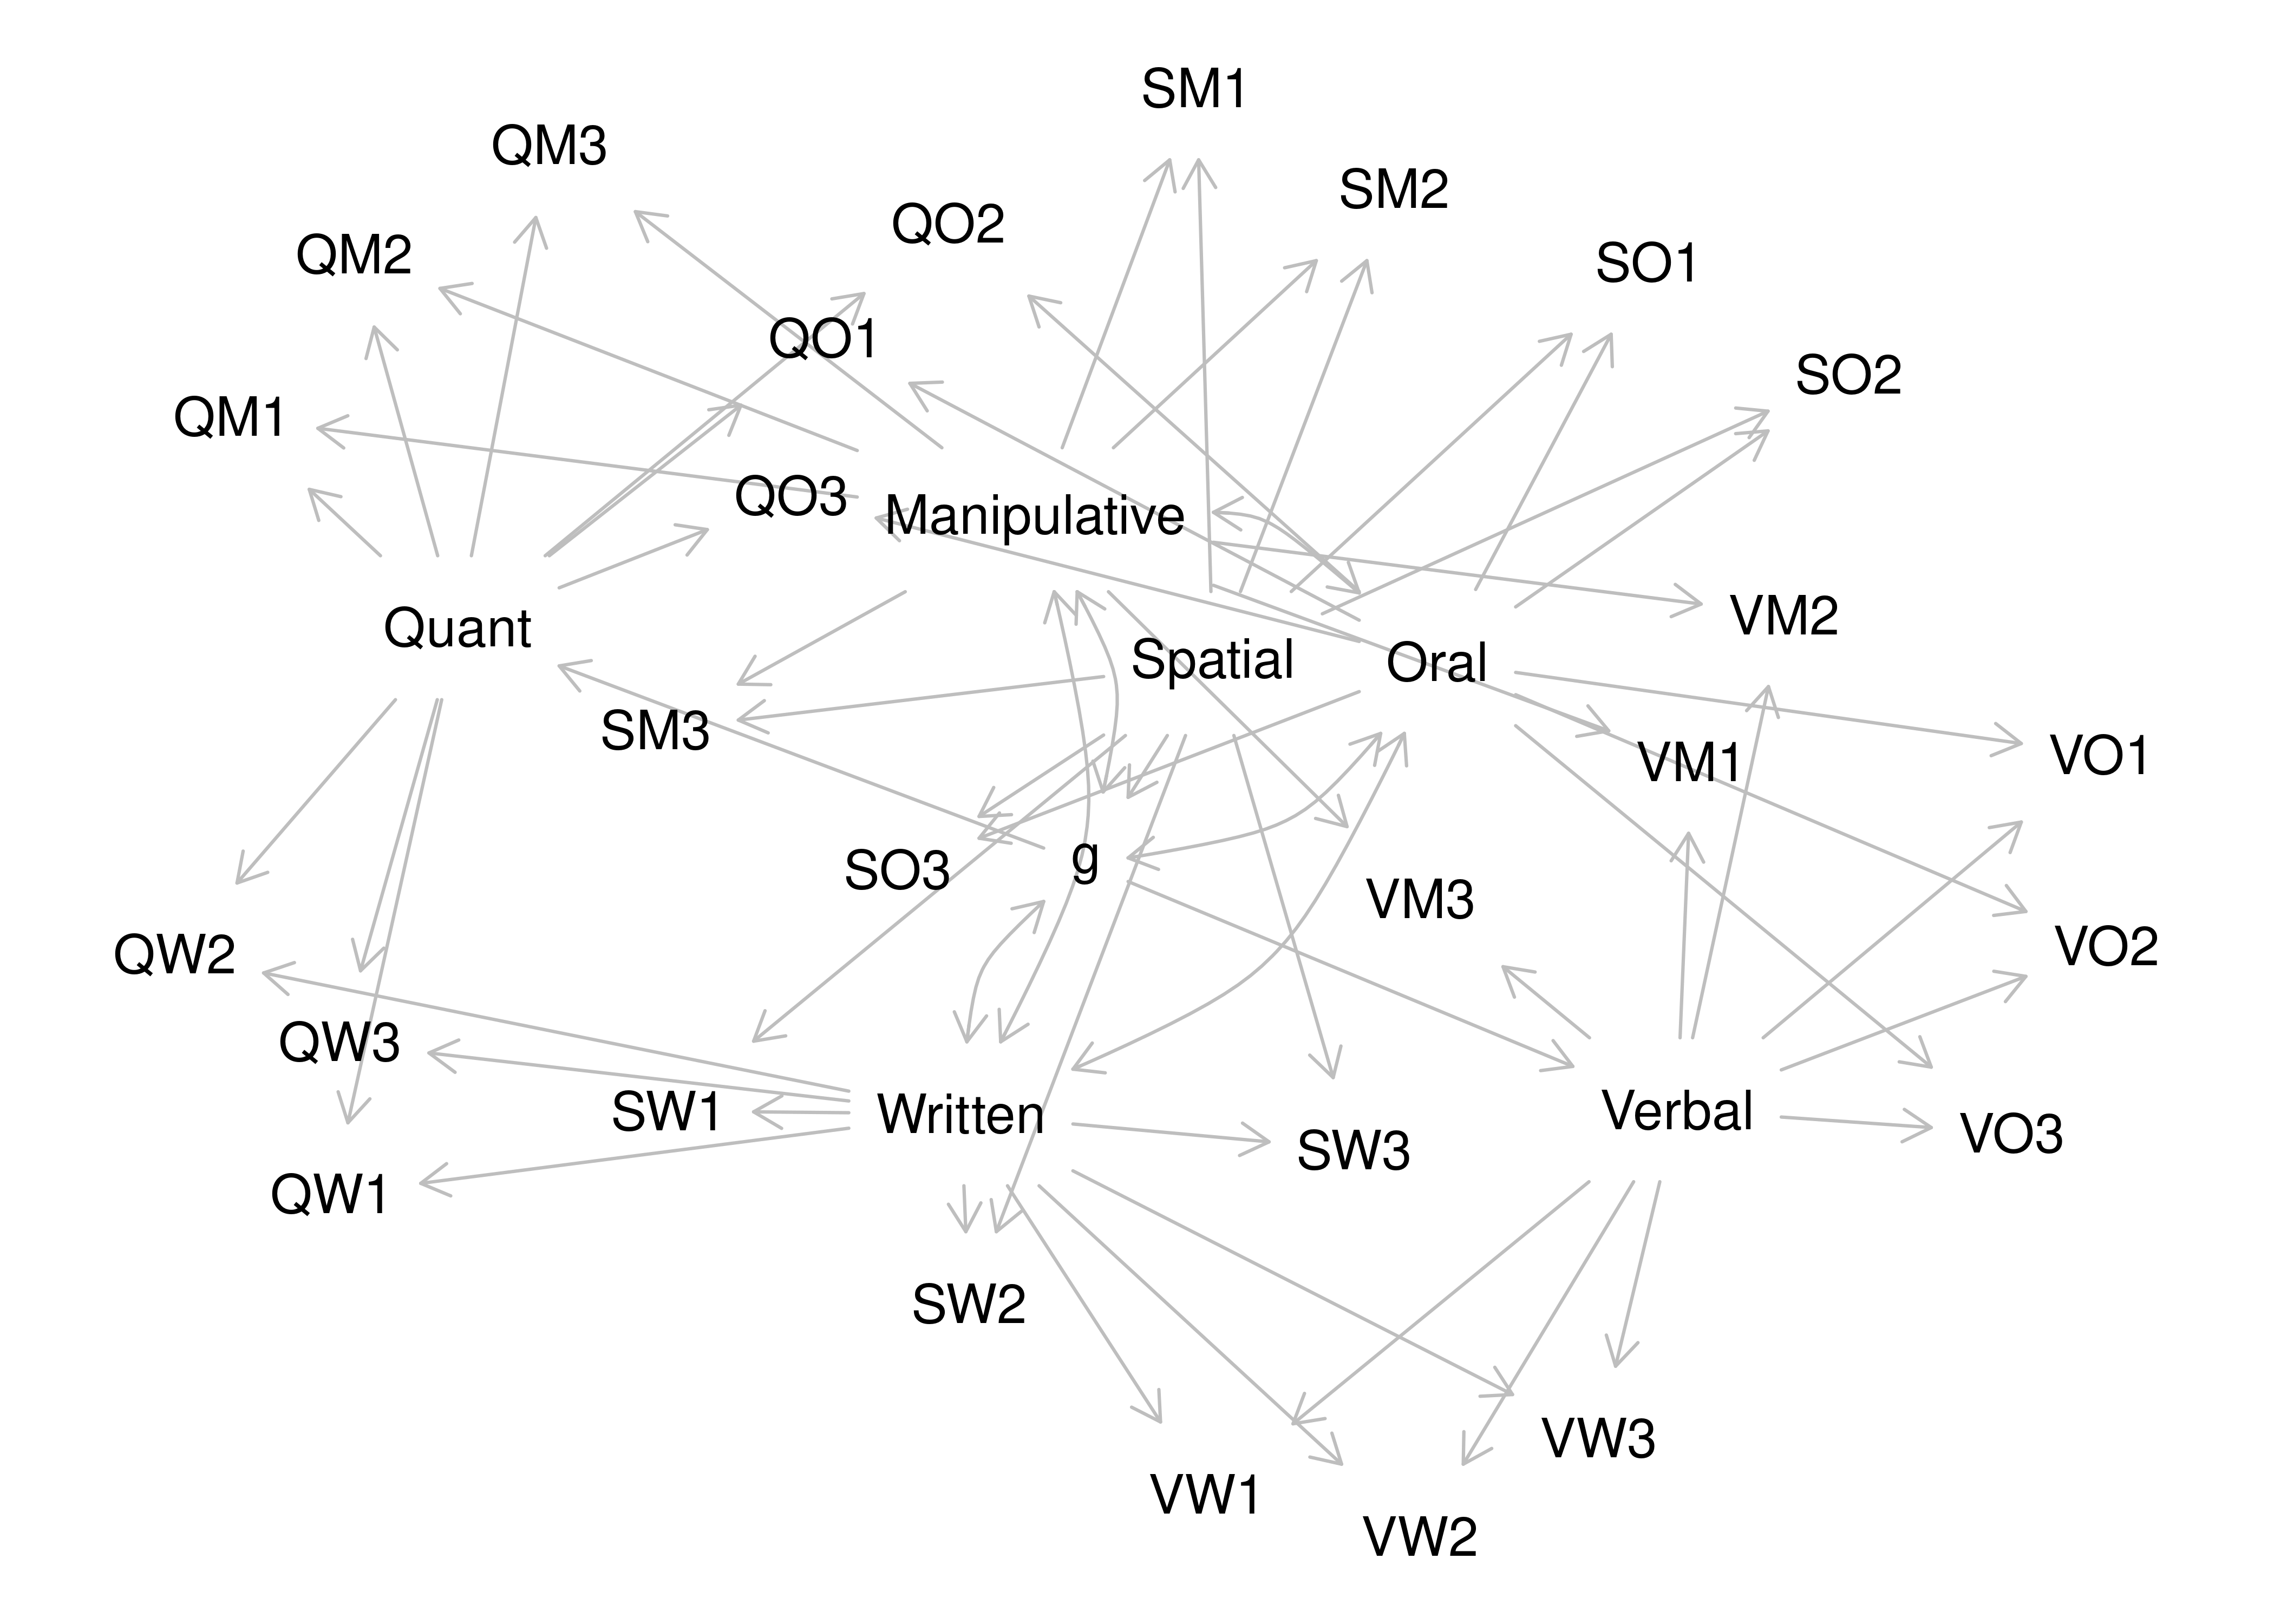 SM1
QM3
SM2
QO2
QM2
SO1
QO1
SO2
QM1
QO3
Manipulative
VM2
Quant
Spatial
Oral
SM3
VM1
VO1
g
SO3
VM3
VO2
QW2
QW3
SW1
Written
Verbal
VO3
SW3
QW1
SW2
VW3
VW1
VW2